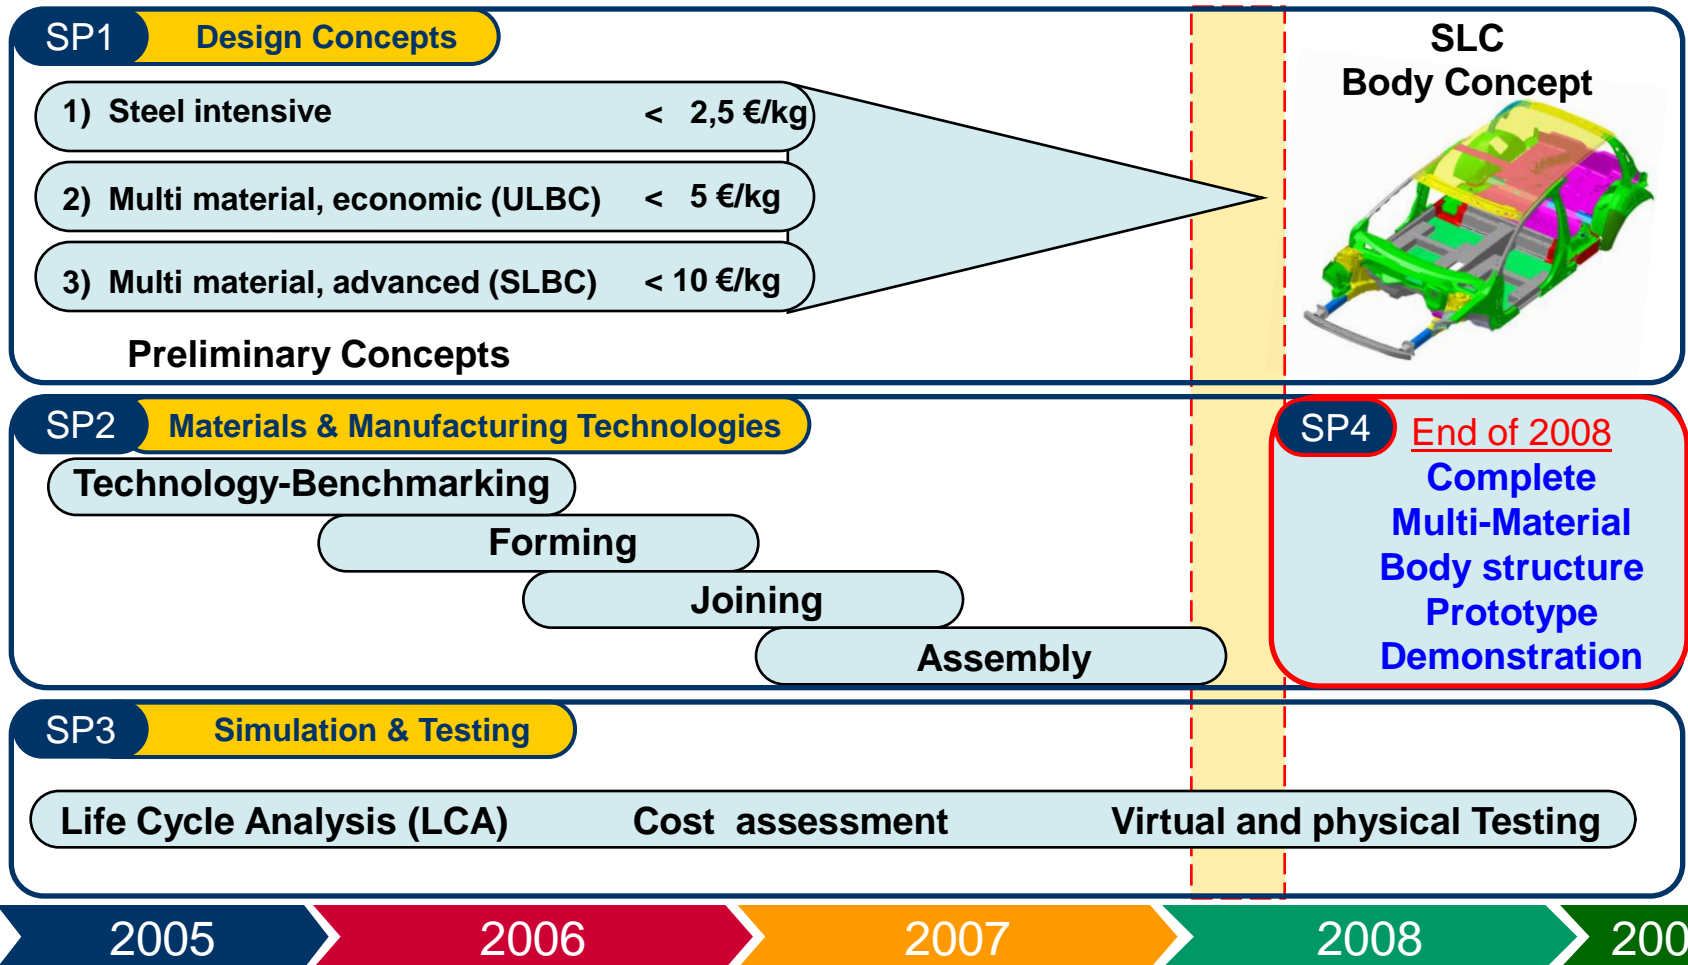 SP1 Design Concepts
1) Steel intensive < 2,5 €/kg
2) Multi material, economic (ULBC) < 5 €/kg
3) Multi material, advanced (SLBC) < 10 €/kg
Preliminary Concepts
SLC
Body Concept
SP2 Materials & Manufacturing Technologies
Technology-Benchmarking
Forming
Joining
Assembly
SP4 End of 2008
Complete
Multi-Material
Body structure
Prototype
Demonstration
SP3 Simulation & Testing
Life Cycle Analysis (LCA) Cost assessment Virtual and physical Testing
2005 2006 2007 2008 200